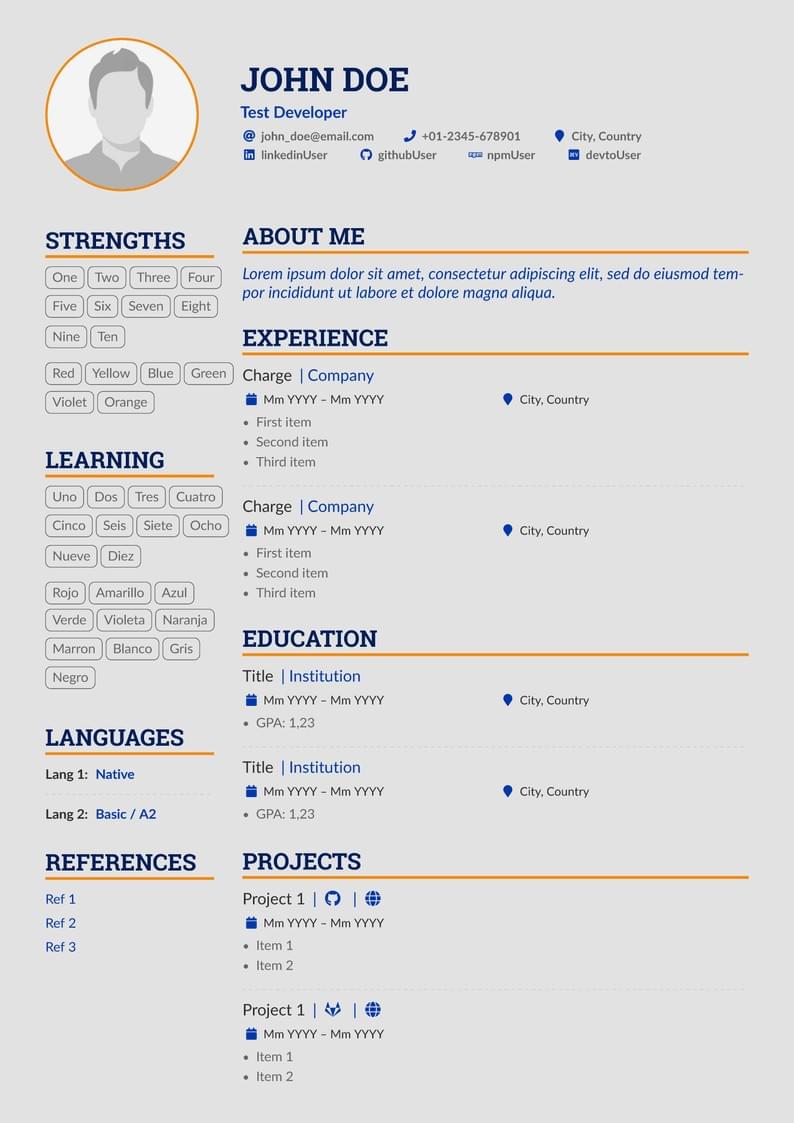 JOHN DOE
Test Developer
john_doe@email.com +01-2345-678901 City, Country
linkedinUser githubUser npm npmUser DEV devtoUser
STRENGTHS
One Two Three Four
Five Six Seven Eight
Nine Ten
Red Yellow Blue Green
Violet Orange
LEARNING
Uno Dos Tres Cuatro
Cinco Seis Siete Ocho
Nueve Diez
Rojo Amarillo Azul
Verde Violeta Naranja
Marron Blanco Gris
Negro
LANGUAGES
Lang 1: Native
Lang 2: Basic / A2
REFERENCES
Ref 1
Ref 2
Ref 3
ABOUT ME
Lorem ipsum dolor sit amet, consectetur adipiscing elit, sed do eiusmod tem-
por incididunt ut labore et dolore magna aliqua.
EXPERIENCE
Charge | Company
Mm YYYY – Mm YYYY City, Country
• First item
• Second item
• Third item
Charge | Company
Mm YYYY – Mm YYYY City, Country
• First item
• Second item
• Third item
EDUCATION
Title | Institution
Mm YYYY – Mm YYYY City, Country
• GPA: 1,23
Title | Institution
Mm YYYY – Mm YYYY City, Country
• GPA: 1,23
PROJECTS
Project 1 | |
Mm YYYY – Mm YYYY
• Item 1
• Item 2
Project 1 | |
Mm YYYY – Mm YYYY
• Item 1
• Item 2